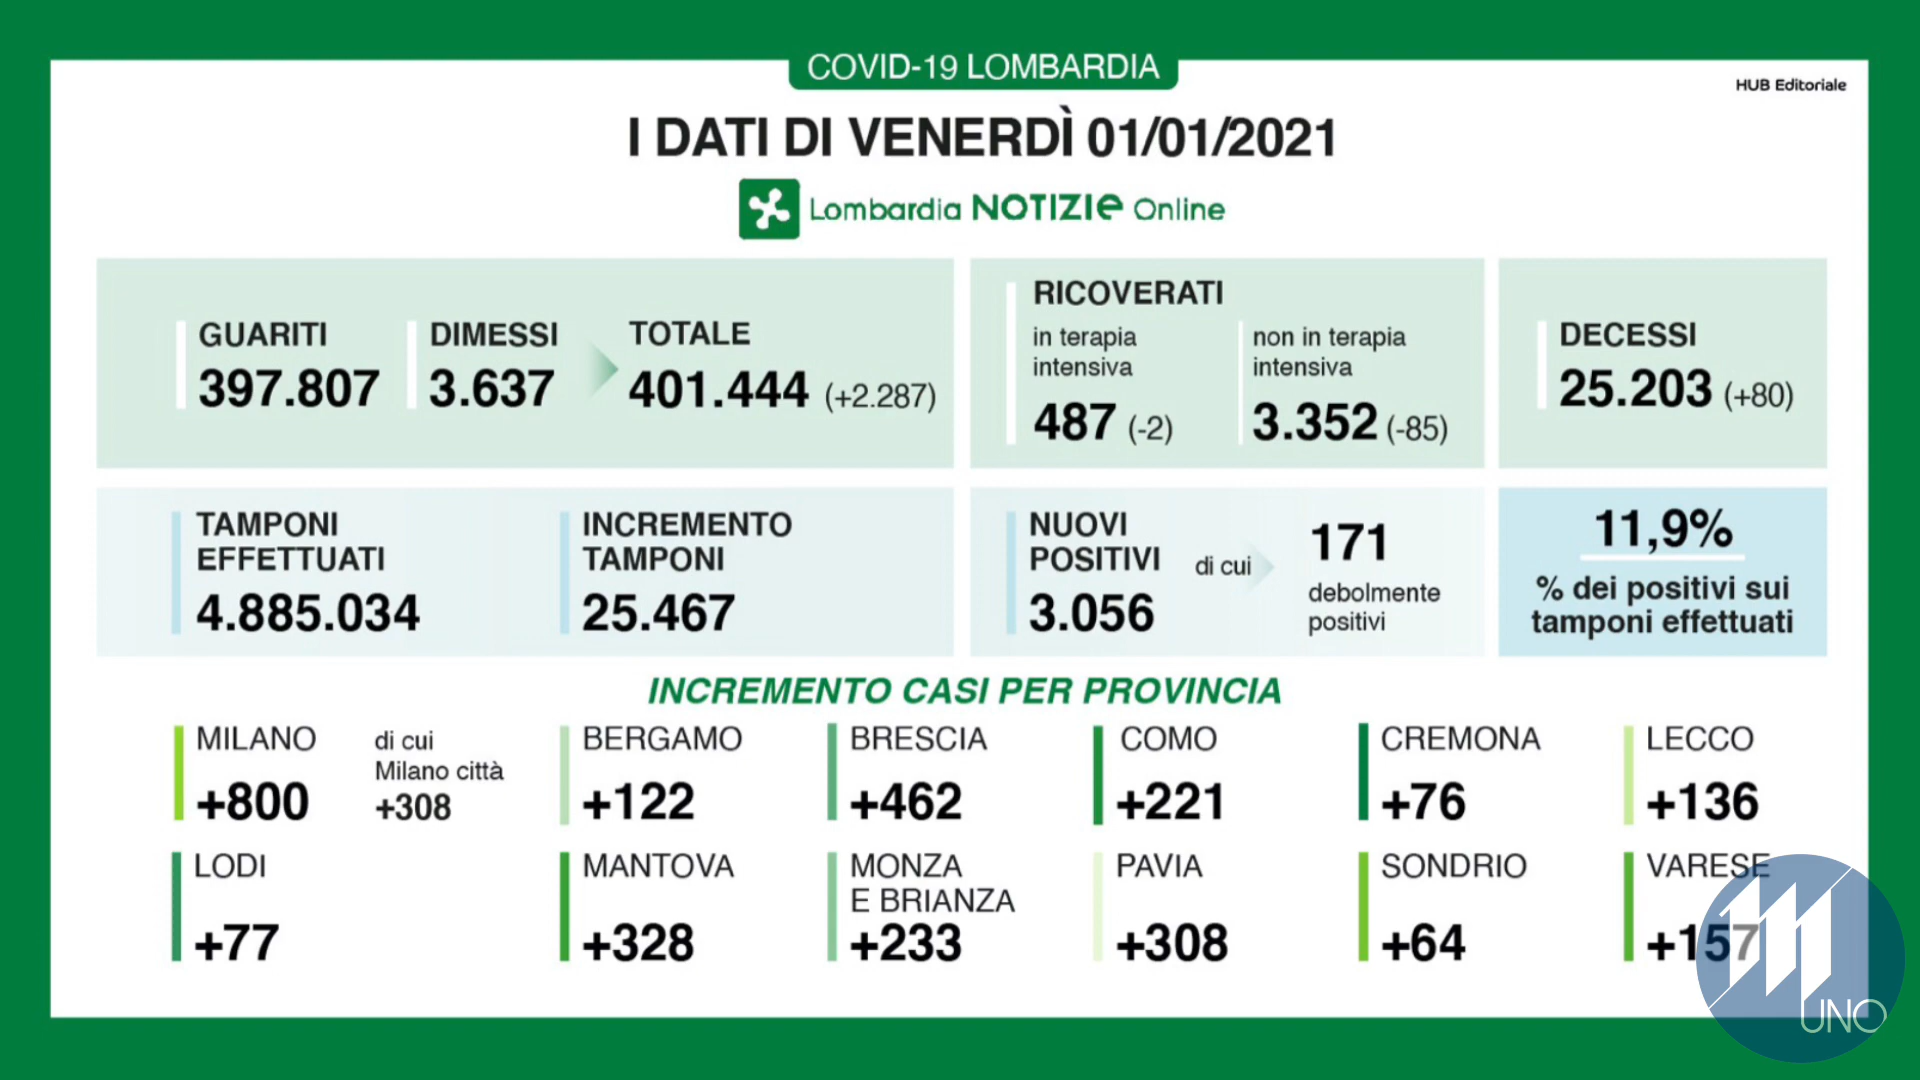 COVID-19 LOMBARDIA
HUB Editoriale
I DATI DI VENERDÌ 01/01/2021
Lombardia NOTIZIE Online
GUARITI
397.807
DIMESSI
3.637
TOTALE
401.444 (+2.287)
RICOVERATI
in terapia
intensiva
487 (-2)
non in terapia
intensiva
3.352 (-85)
DECESSI
25.203 (+80)
TAMPONI
EFFETTUATI
4.885.034
INCREMENTO
TAMPONI
25.467
NUOVI
POSITIVI
3.056
di cui
171
debolmente
positivi
11,9%
% dei positivi sui
tamponi effettuati
INCREMENTO CASI PER PROVINCIA
MILANO
+800
di cui
Milano città
+308
BERGAMO
+122
BRESCIA
+462
COMO
+221
CREMONA
+76
LECCO
+136
LODI
+77
MANTOVA
+328
MONZA
E BRIANZA
+233
PAVIA
+308
SONDRIO
+64
VARESE
+157
M
UNO